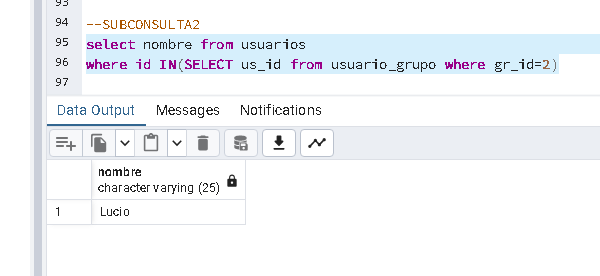 93
94 --SUBCONSULTA2
95 select nombre from usuarios
96 where id IN(SELECT us_id from usuario_grupo where gr_id=2)
97
Data Output Messages Notifications
nombre
character varying (25)
1 Lucio